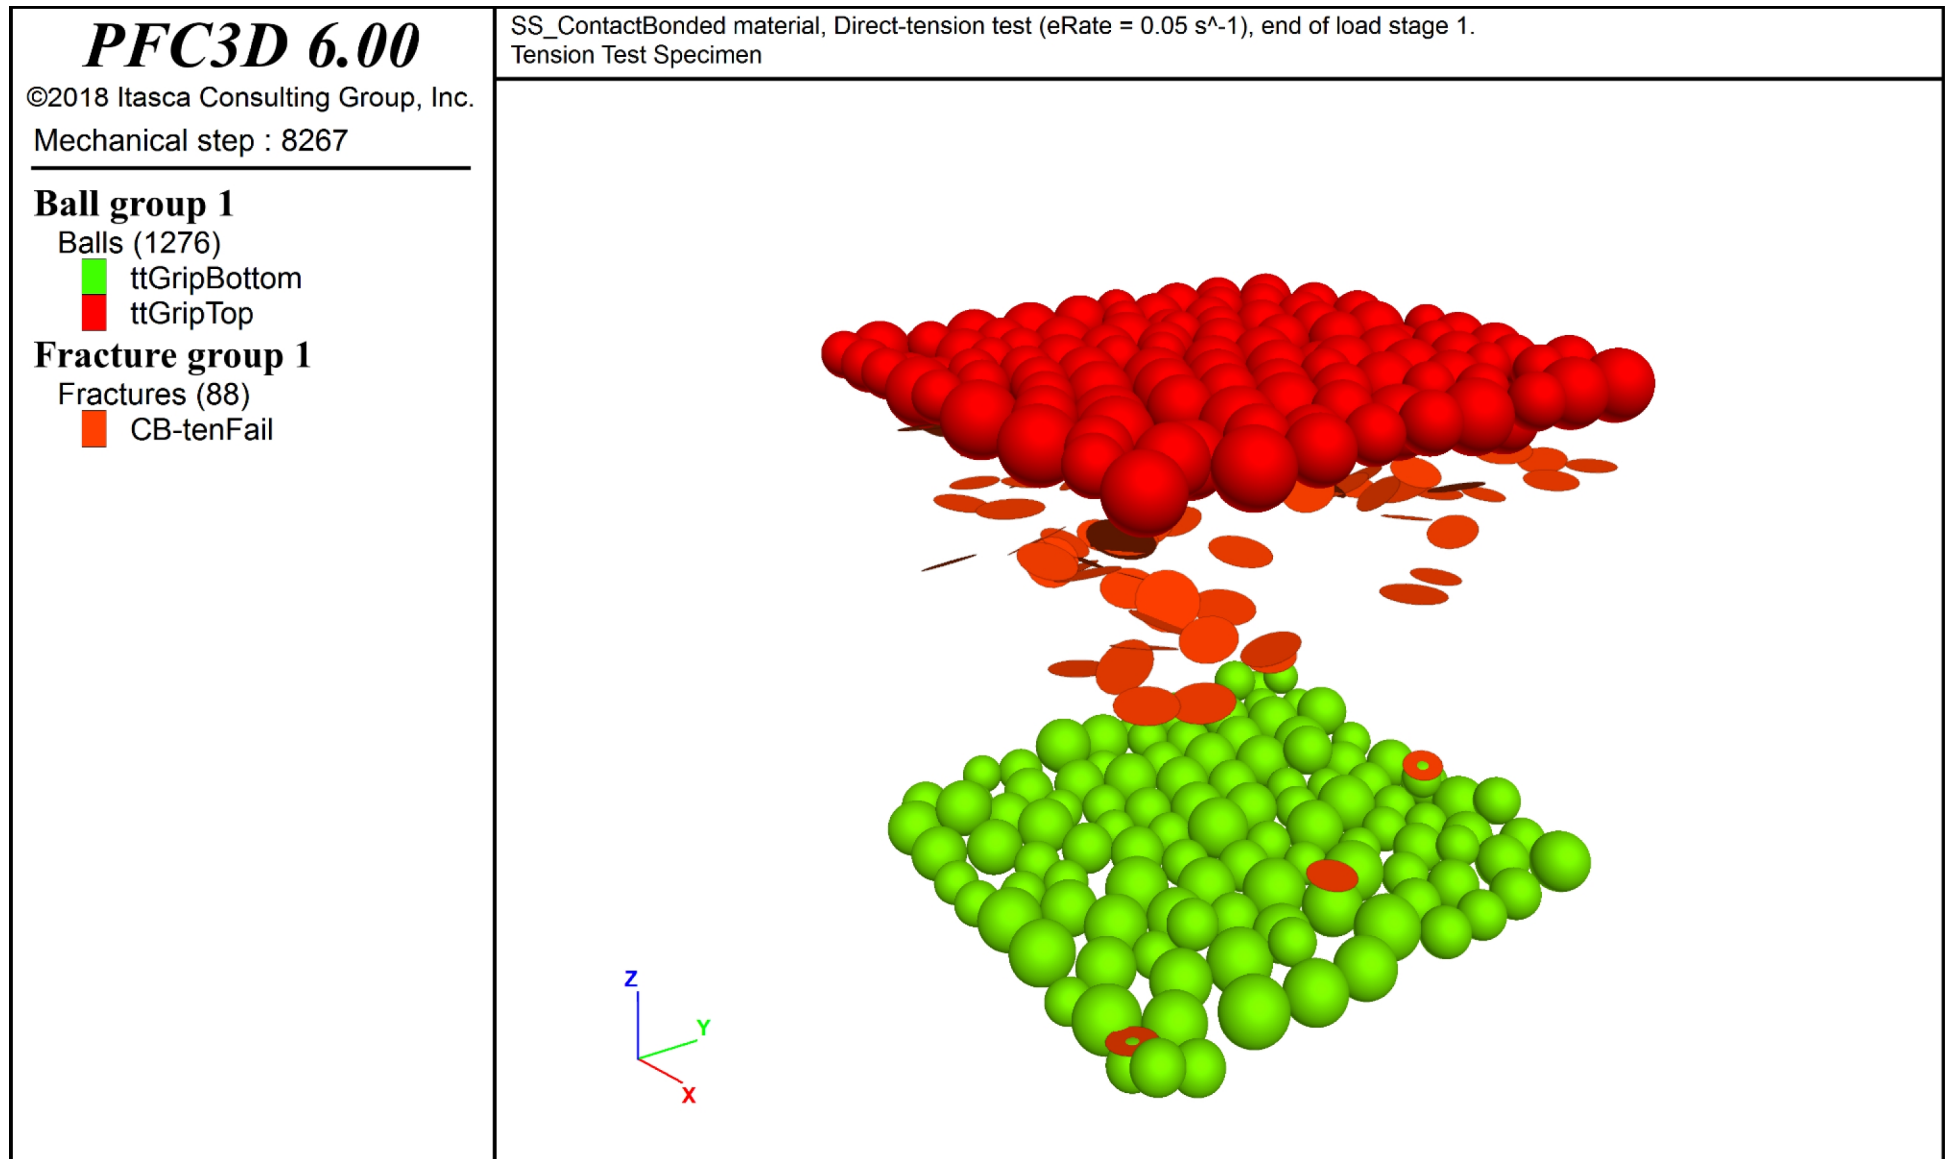 PFC3D 6.00
©2018 Itasca Consulting Group, Inc.
Mechanical step : 8267
Ball group 1
Balls (1276)
ttGripBottom
ttGripTop
Fracture group 1
Fractures (88)
CB-tenFail
SS_ContactBonded material, Direct-tension test (eRate = 0.05 s^-1), end of load stage 1.
Tension Test Specimen
Z
Y
X